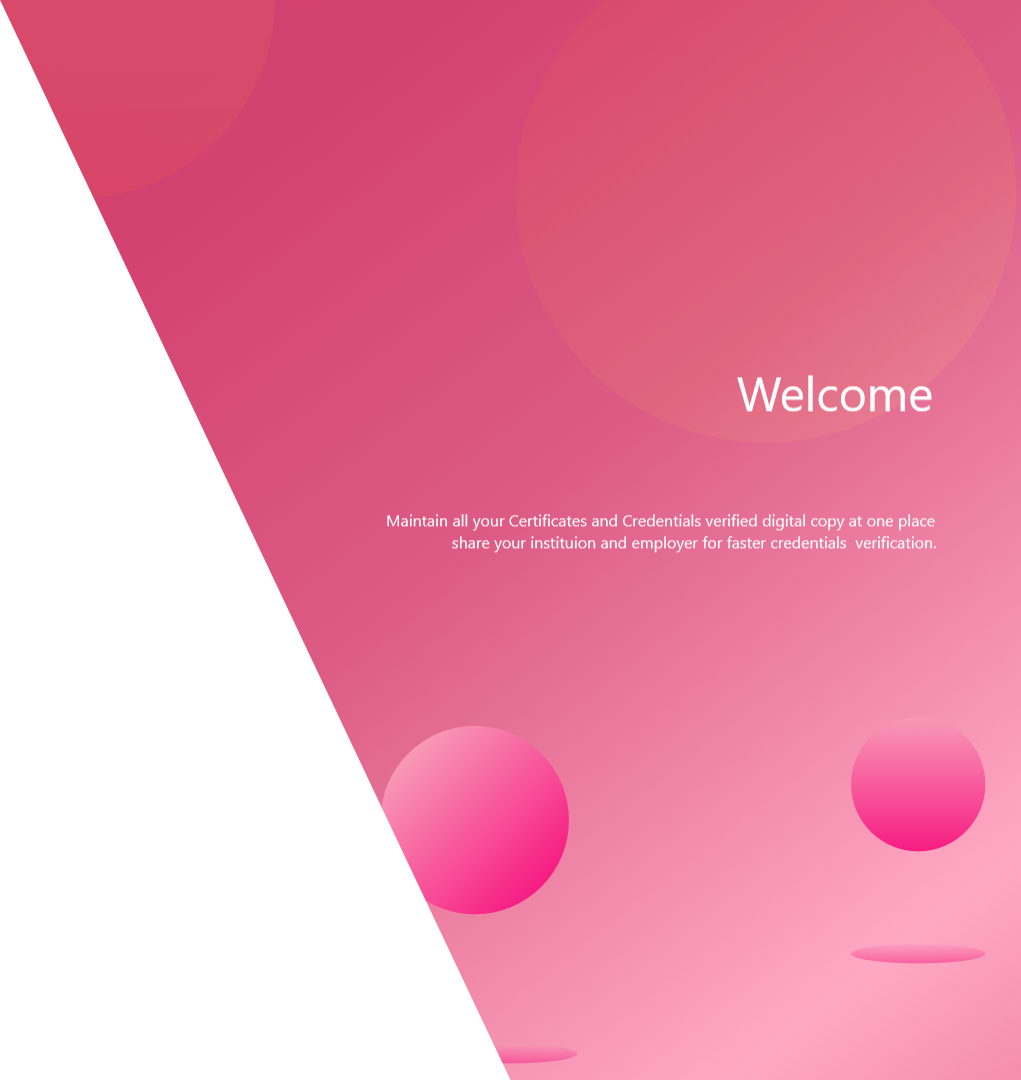 Welcome
Maintain all your Certificates and Credentials verified digital copy at one place
share your instituion and employer for faster credentials  verification.